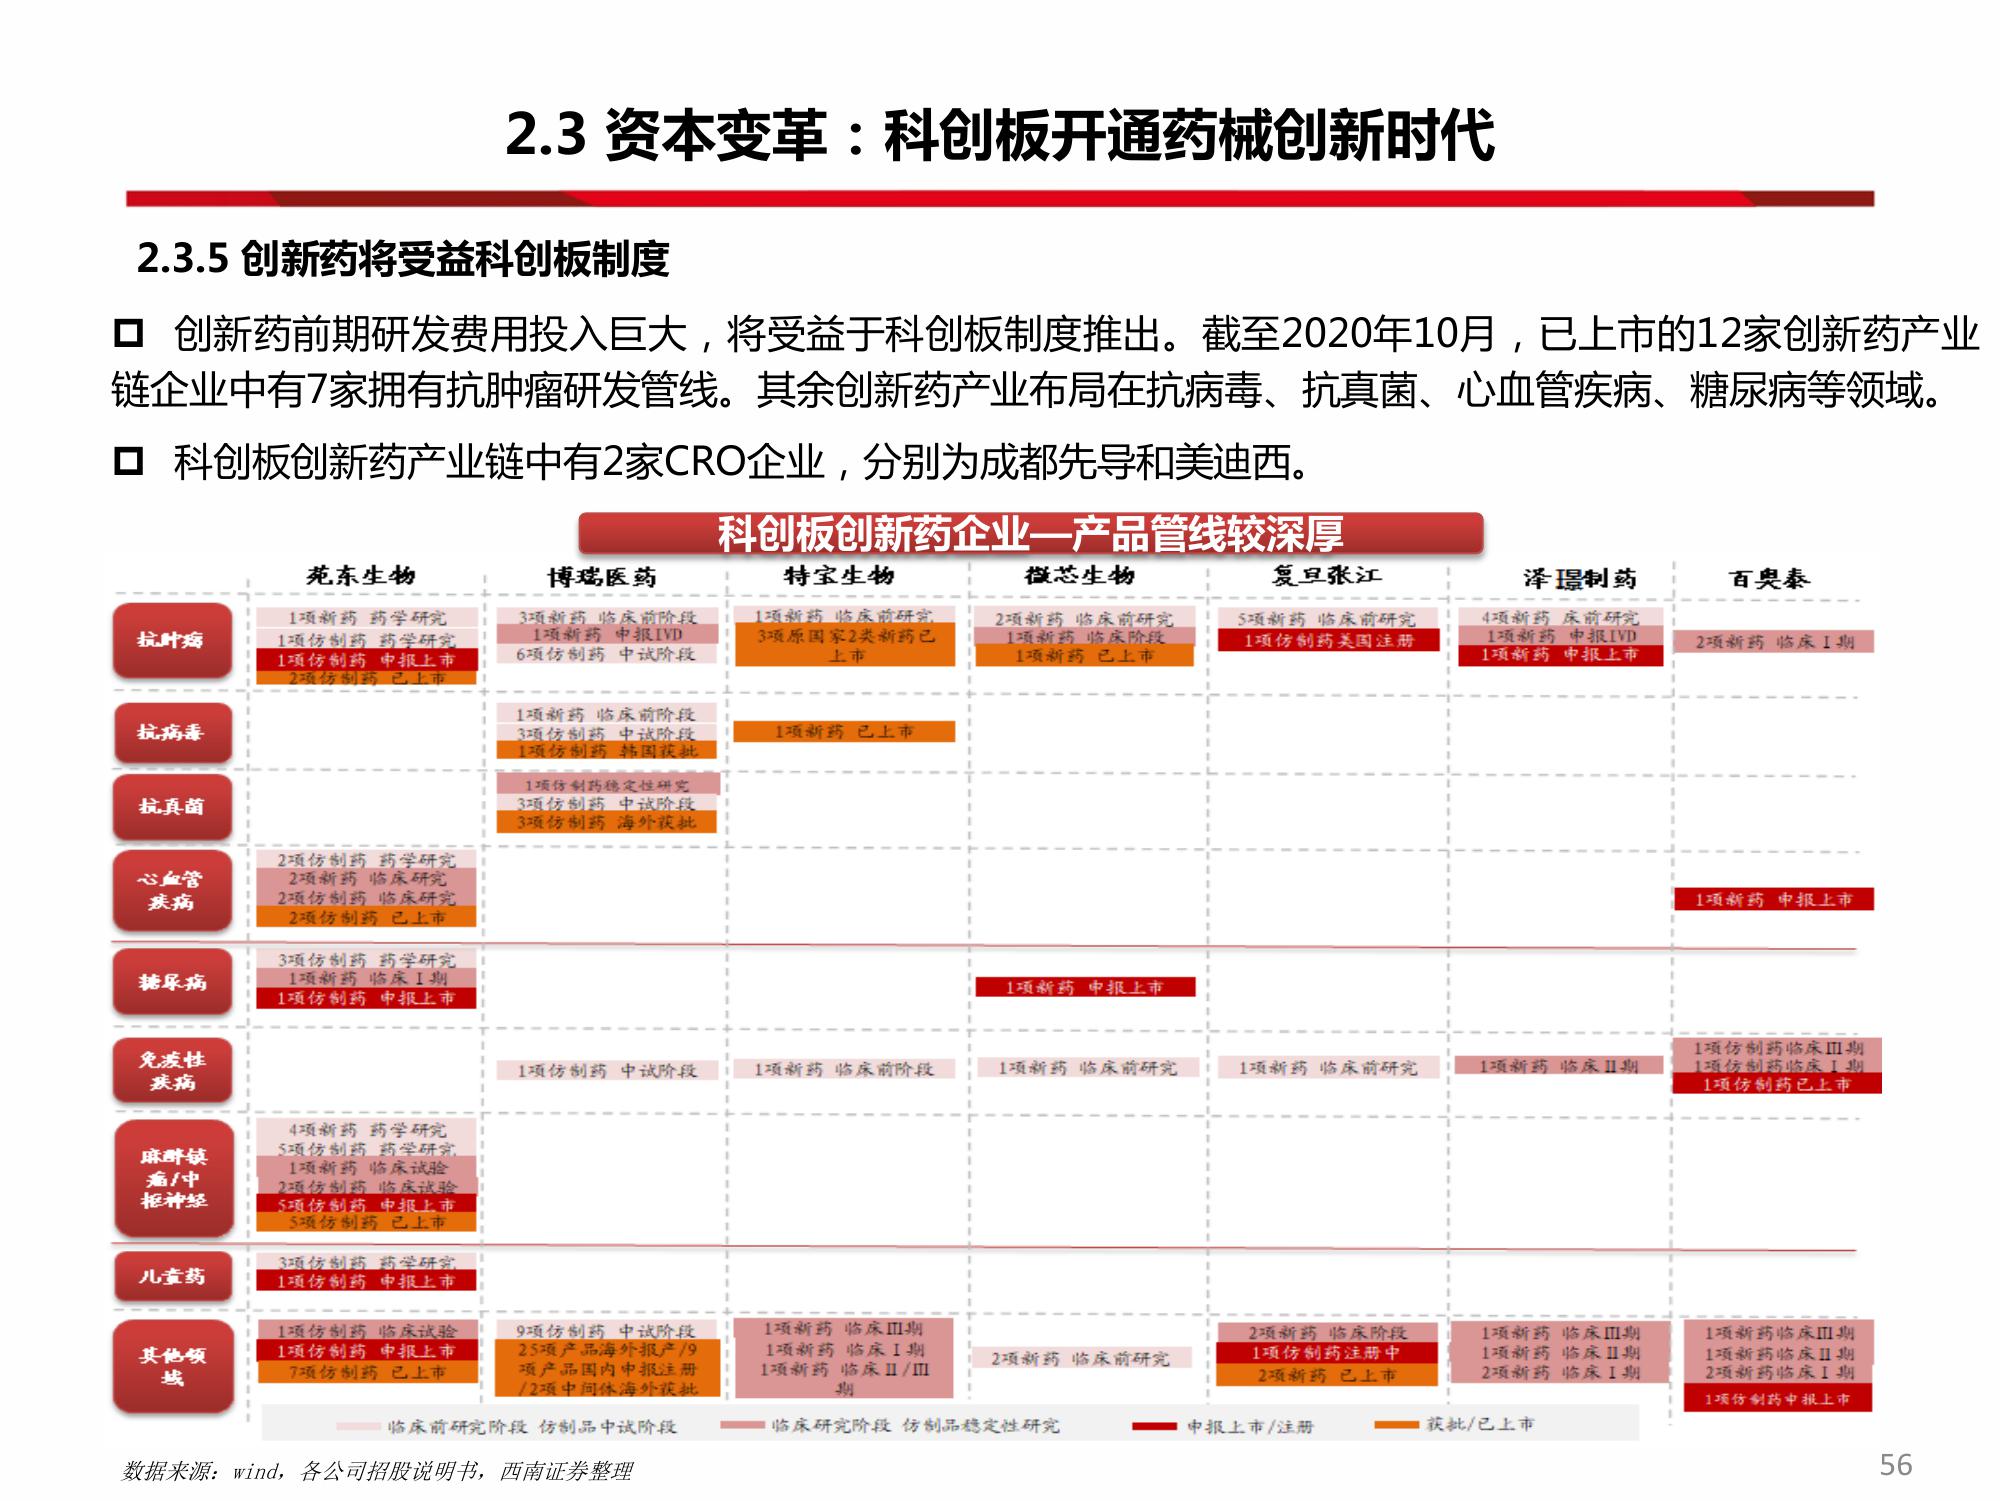 2.3 资本变革：科创板开通药械创新时代
2.3.5 创新药将受益科创板制度
创新药前期研发费用投入巨大，将受益于科创板制度推出。截至2020年10月，已上市的12家创新药产业
链企业中有7家拥有抗肿瘤研发管线。其余创新药产业布局在抗病毒、抗真菌、心血管疾病、糖尿病等领域。
科创板创新药产业链中有2家CRO企业，分别为成都先导和美迪西。
科创板创新药企业—产品管线较深厚
苑东生物 博瑞医药 特宝生物 微芯生物 复旦张江 泽璟制药 百奥泰
抗肿瘤
1项新药 药学研究
1项仿制药 药学研究
1项仿制药 申报上市
2项仿制药 已上市
3项新药 临床前阶段
1项新药 申报IVD
6项仿制药 中试阶段
1项新药 临床前研究
3项原国家2类新药已
上市
2项新药 临床前研究
1项新药 临床阶段
1项新药 已上市
5项新药 临床前研究
1项仿制药美国注册
4项新药 床前研究
1项新药 申报IVD
1项新药 申报上市
2项新药 临床Ⅰ期
抗病毒
1项新药 临床前阶段
3项仿制药 中试阶段
1项仿制药 韩国获批
1项新药 已上市
抗真菌
1项仿制药稳定性研究
3项仿制药 中试阶段
3项仿制药 海外获批
心血管
疾病
2项仿制药 药学研究
2项新药 临床研究
2项仿制药 临床研究
2项仿制药 已上市
1项新药 申报上市
糖尿病
3项仿制药 药学研究
1项新药 临床Ⅰ期
1项仿制药 申报上市
1项新药 申报上市
免疫性
疾病
1项仿制药 中试阶段
1项新药 临床前阶段
1项新药 临床前研究
1项新药 临床前研究
1项新药 临床Ⅱ期
1项仿制药临床Ⅲ期
1项仿制药临床Ⅰ期
1项仿制药已上市
麻醉镇
痛/中
枢神经
4项新药 药学研究
5项仿制药 药学研究
1项新药 临床试验
2项仿制药 临床试验
5项仿制药 申报上市
5项仿制药 已上市
儿童药
3项仿制药 药学研究
1项仿制药 申报上市
其他领
域
1项仿制药 临床试验
1项仿制药 申报上市
7项仿制药 已上市
9项仿制药 中试阶段
25项产品海外报产/9
项产品国内申报注册
/2项中间体海外获批
1项新药 临床Ⅲ期
1项新药 临床Ⅰ期
1项新药 临床Ⅱ/Ⅲ
期
2项新药 临床前研究
2项新药 临床阶段
1项仿制药注册中
2项新药 已上市
1项新药 临床Ⅲ期
1项新药 临床Ⅱ期
2项新药 临床Ⅰ期
1项新药临床Ⅲ期
1项新药临床Ⅱ期
2项新药临床Ⅰ期
1项仿制药申报上市
临床前研究阶段 仿制品中试阶段 临床研究阶段 仿制品稳定性研究 申报上市/注册 获批/已上市
数据来源：wind，各公司招股说明书，西南证券整理
56